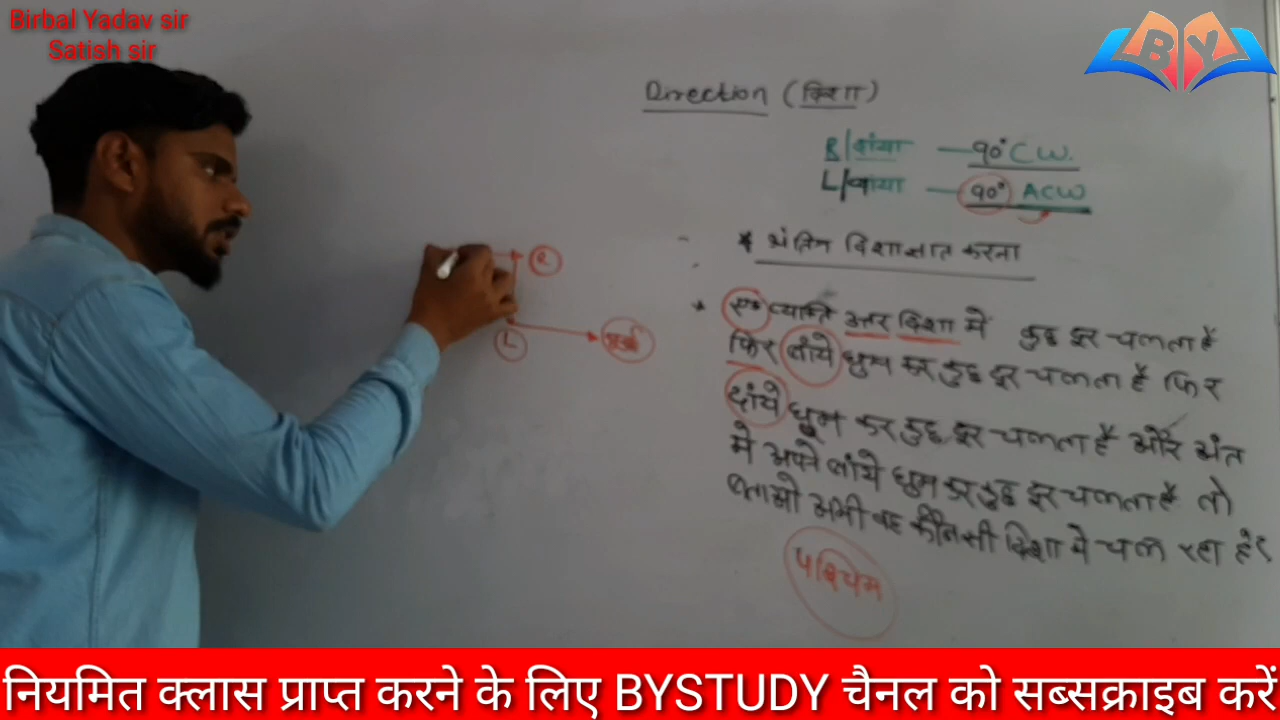 Birbal Yadav sir
Satish sir
BY
Direction (दिशा)
R/दांया — 90° CW.
L/बांया — 90° ACW
* अंतिम दिशा ज्ञात करना
R
L
* एक व्यक्ति उत्तर दिशा में कुछ दूर चलता है
फिर बांये घुम कर कुछ दूर चलता है फिर
दांये घुम कर कुछ दूर चलता है और अंत
में अपने बांये घुम कर कुछ दूर चलता है तो
बताओ अभी वह कौनसी दिशा में चल रहा है?
पश्चिम
नियमित क्लास प्राप्त करने के लिए BYSTUDY चैनल को सब्सक्राइब करें